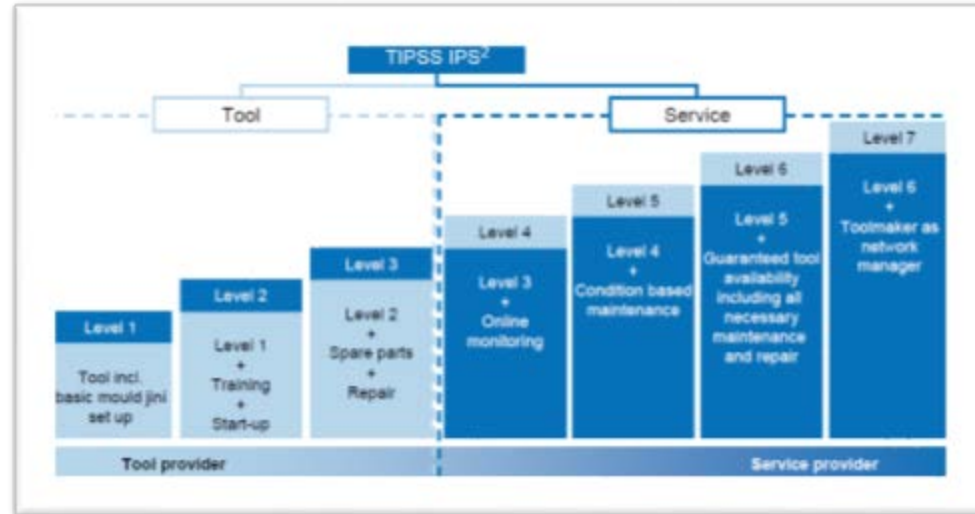 TIPSS IPS²
Tool
Service
Level 1
Tool incl.
basic mould jini
set up
Level 2
Level 1
+
Training
+
Start-up
Level 3
Level 2
+
Spare parts
+
Repair
Level 4
Level 3
+
Online
monitoring
Level 5
Level 4
+
Condition based
maintenance
Level 6
Level 5
+
Guaranteed tool
availability
including all
necessary
maintenance
and repair
Level 7
Level 6
+
Toolmaker as
network
manager
Tool provider
Service provider